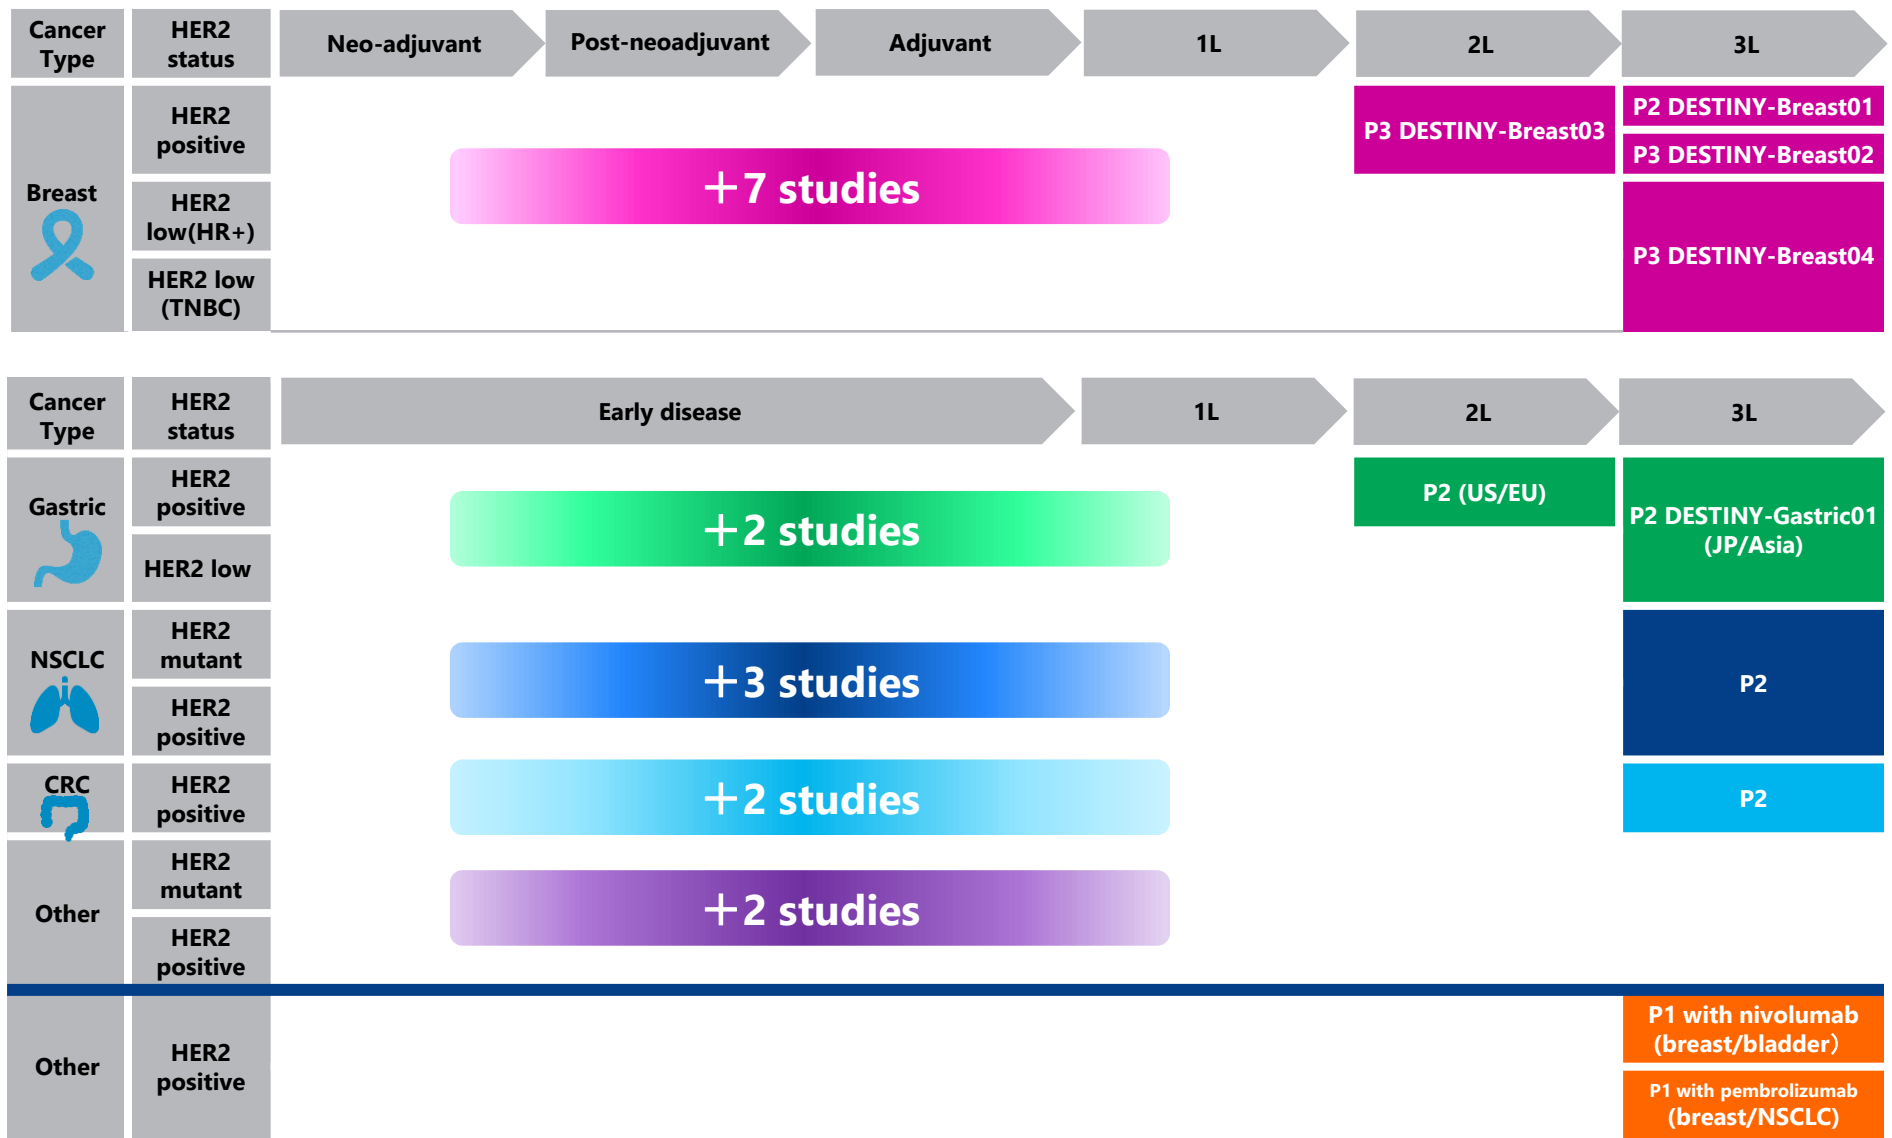 Cancer
Type
HER2
status
Neo-adjuvant
Post-neoadjuvant
Adjuvant
1L
2L
3L
Breast
HER2
positive
HER2
low(HR+)
HER2 low
(TNBC)
+7 studies
P3 DESTINY-Breast03
P2 DESTINY-Breast01
P3 DESTINY-Breast02
P3 DESTINY-Breast04
Cancer
Type
HER2
status
Early disease
1L
2L
3L
Gastric
HER2
positive
HER2 low
+2 studies
P2 (US/EU)
P2 DESTINY-Gastric01
(JP/Asia)
NSCLC
HER2
mutant
HER2
positive
+3 studies
P2
CRC
HER2
positive
+2 studies
P2
Other
HER2
mutant
HER2
positive
+2 studies
Other
HER2
positive
P1 with nivolumab
(breast/bladder）
P1 with pembrolizumab
(breast/NSCLC)